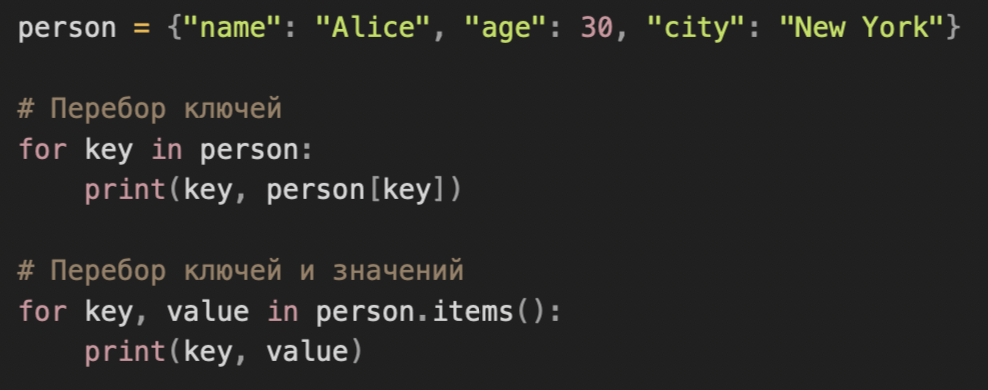 person = {"name": "Alice", "age": 30, "city": "New York"}

# Перебор ключей
for key in person:
    print(key, person[key])

# Перебор ключей и значений
for key, value in person.items():
    print(key, value)